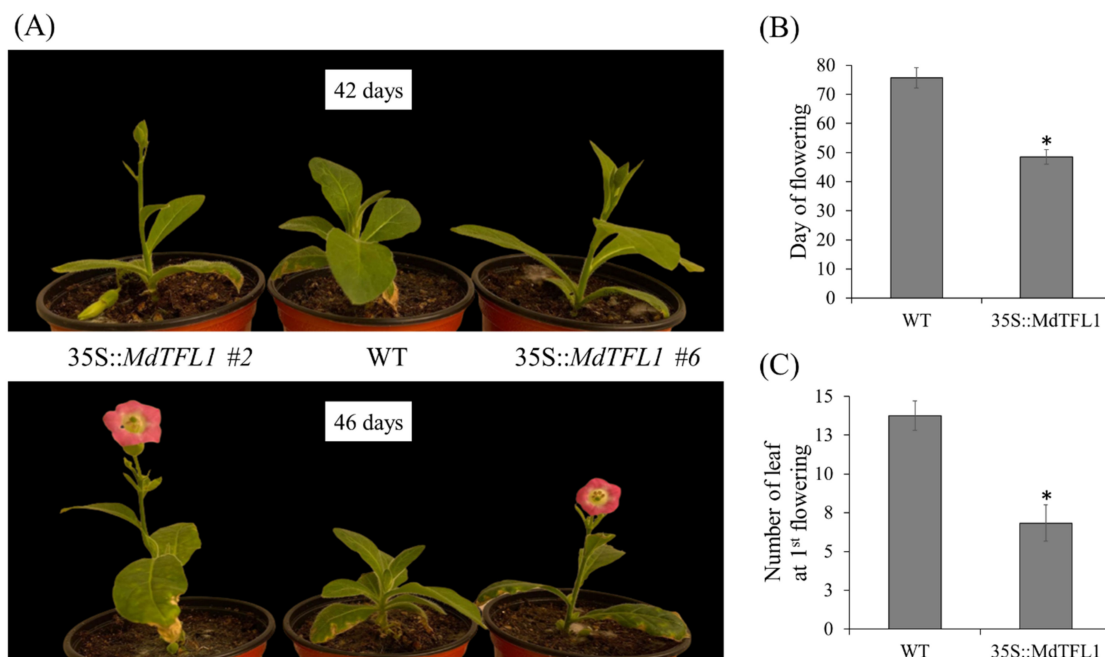 (A)
42 days
35S::MdTFL1 #2 WT 35S::MdTFL1 #6
46 days
(B)
Day of flowering
80
70
60
50
40
30
20
10
0
*
WT 35S::MdTFL1
(C)
Number of leaf
at 1st flowering
15
13
8
5
3
0
*
WT 35S::MdTFL1